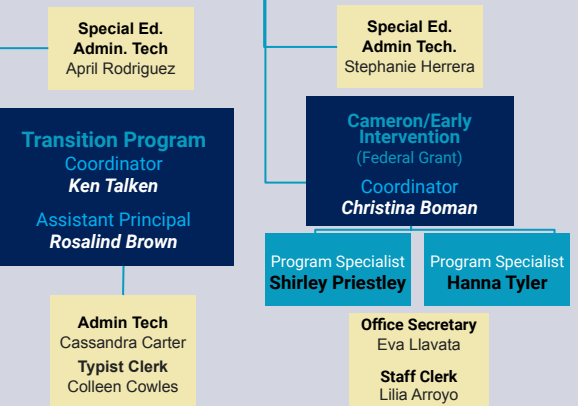 Special Ed.
Admin. Tech
April Rodriguez
Special Ed.
Admin Tech.
Stephanie Herrera
Transition Program
Coordinator
Ken Talken
Assistant Principal
Rosalind Brown
Cameron/Early
Intervention
(Federal Grant)
Coordinator
Christina Boman
Program Specialist
Shirley Priestley
Program Specialist
Hanna Tyler
Admin Tech
Cassandra Carter
Typist Clerk
Colleen Cowles
Office Secretary
Eva Llavata
Staff Clerk
Lilia Arroyo